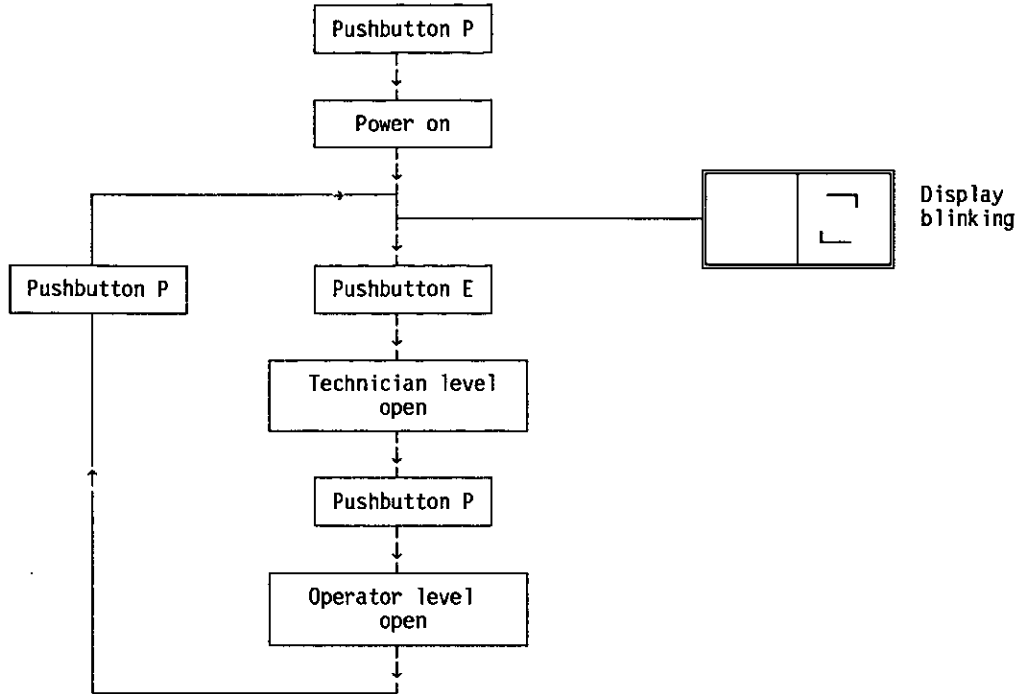 Pushbutton P
Power on
Display
blinking
Pushbutton P
Pushbutton E
Technician level
open
Pushbutton P
Operator level
open